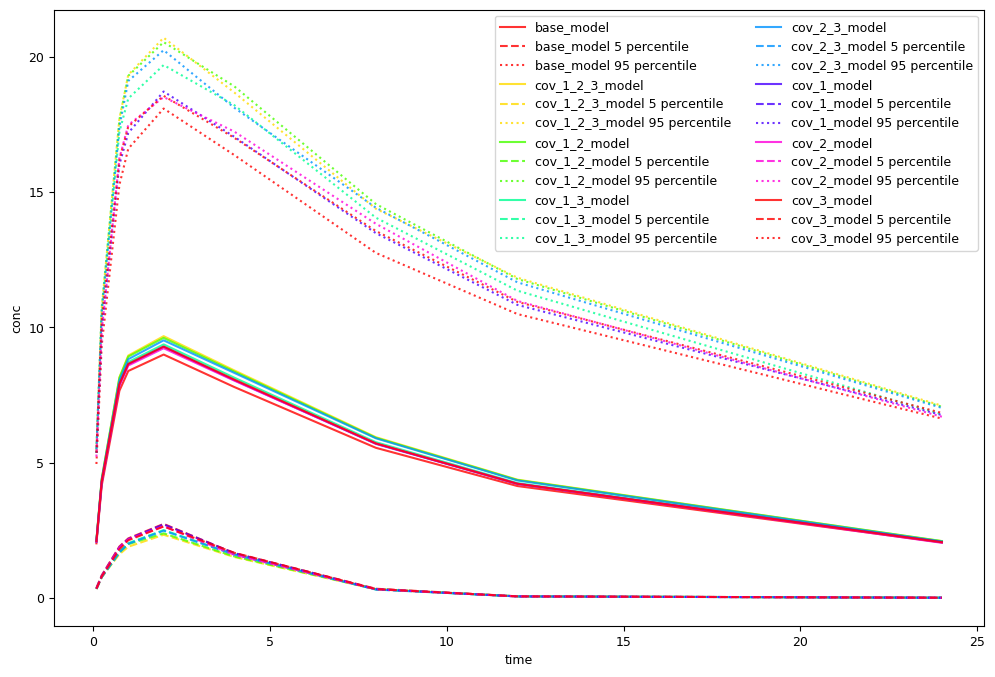 conc
20
15
10
5
0
0
5
10
15
20
25
time
base_model
base_model 5 percentile
base_model 95 percentile
cov_1_2_3_model
cov_1_2_3_model 5 percentile
cov_1_2_3_model 95 percentile
cov_1_2_model
cov_1_2_model 5 percentile
cov_1_2_model 95 percentile
cov_1_3_model
cov_1_3_model 5 percentile
cov_1_3_model 95 percentile
cov_2_3_model
cov_2_3_model 5 percentile
cov_2_3_model 95 percentile
cov_1_model
cov_1_model 5 percentile
cov_1_model 95 percentile
cov_2_model
cov_2_model 5 percentile
cov_2_model 95 percentile
cov_3_model
cov_3_model 5 percentile
cov_3_model 95 percentile